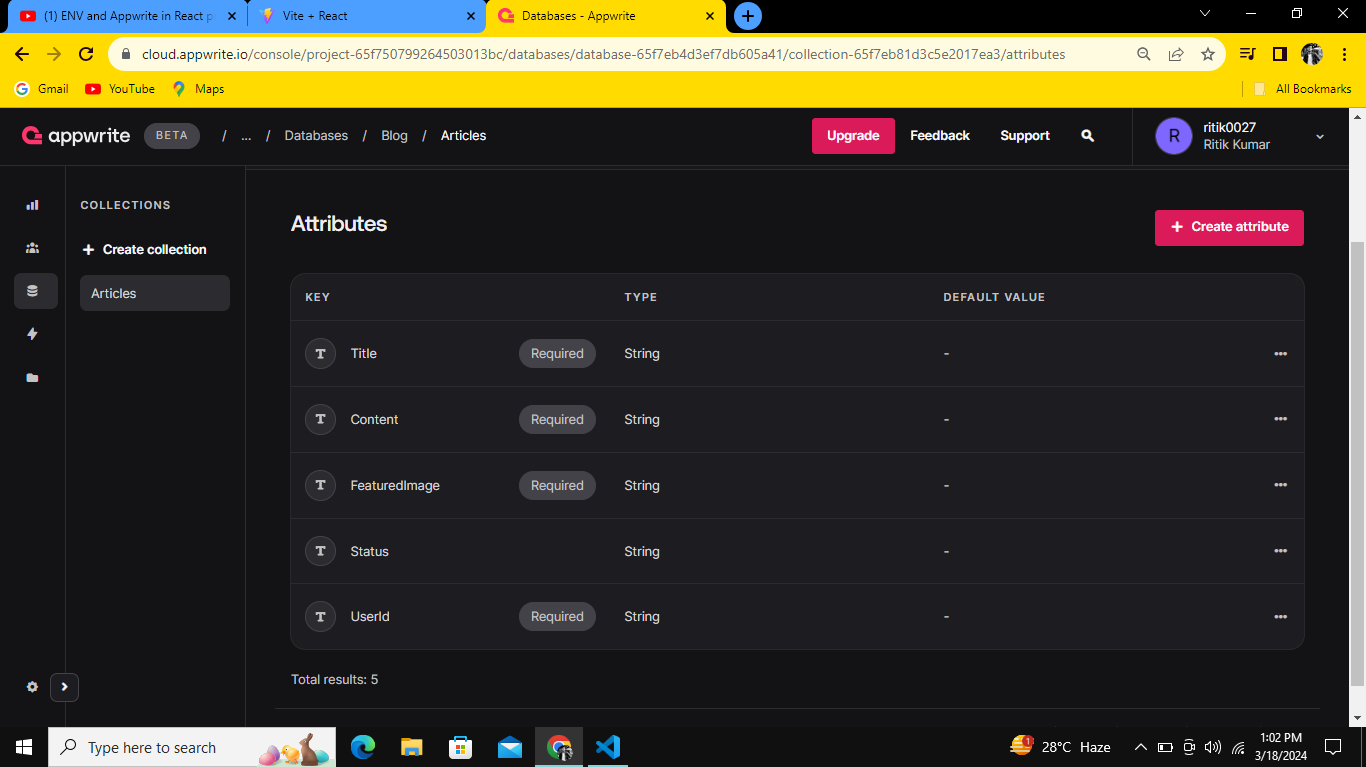 (1) ENV and Appwrite in React p
Vite + React
Databases - Appwrite
cloud.appwrite.io/console/project-65f750799264503013bc/databases/database-65f7eb4d3ef7db605a41/collection-65f7eb81d3c5e2017ea3/attributes
Gmail YouTube Maps All Bookmarks
appwrite BETA / ... / Databases / Blog / Articles Upgrade Feedback Support R ritik0027
Ritik Kumar
COLLECTIONS
Create collection
Articles
Attributes
Create attribute
KEY TYPE DEFAULT VALUE
T Title Required String -
T Content Required String -
T FeaturedImage Required String -
T Status String -
T UserId Required String -
Total results: 5
Type here to search
1 28°C Haze
1:02 PM
3/18/2024